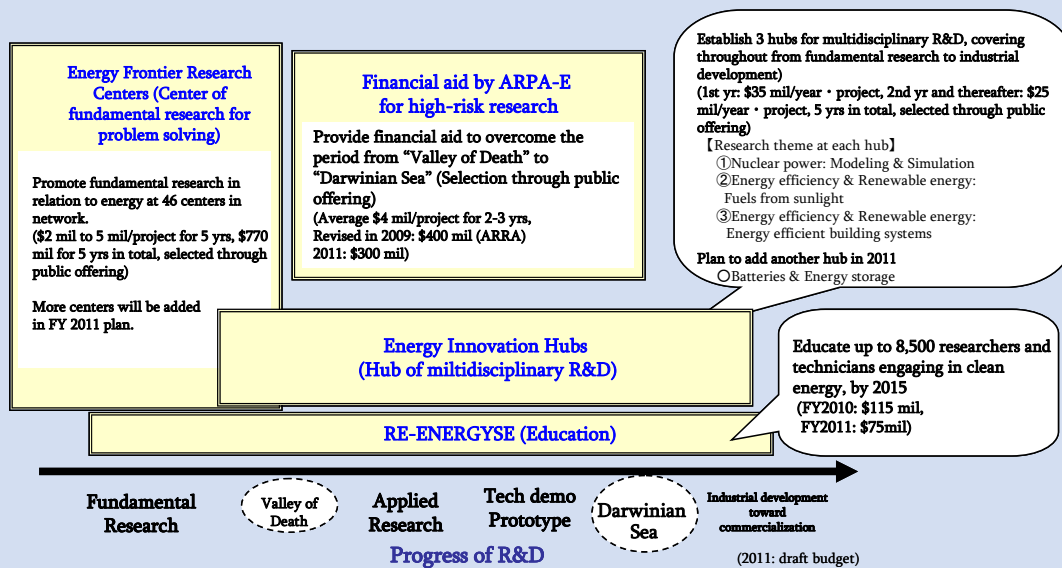 Energy Frontier Research
Centers (Center of
fundamental research for
problem solving)
Promote fundamental research in
relation to energy at 46 centers in
network.
($2 mil to 5 mil/project for 5 yrs, $770
mil for 5 yrs in total, selected through
public offering)
More centers will be added
in FY 2011 plan.
Financial aid by ARPA-E
for high-risk research
Provide financial aid to overcome the
period from “Valley of Death” to
“Darwinian Sea” (Selection through public
offering)
(Average $4 mil/project for 2-3 yrs,
Revised in 2009: $400 mil (ARRA)
2011: $300 mil)
Establish 3 hubs for multidisciplinary R&D, covering
throughout from fundamental research to industrial
development)
(1st yr: $35 mil/year・project, 2nd yr and thereafter: $25
mil/year・project, 5 yrs in total, selected through public
offering)
【Research theme at each hub】
①Nuclear power: Modeling & Simulation
②Energy efficiency & Renewable energy:
Fuels from sunlight
③Energy efficiency & Renewable energy:
Energy efficient building systems
Plan to add another hub in 2011
○Batteries & Energy storage
Energy Innovation Hubs
(Hub of miltidisciplinary R&D)
Educate up to 8,500 researchers and
technicians engaging in clean
energy, by 2015
(FY2010: $115 mil,
FY2011: $75mil)
RE-ENERGYSE (Education)
Fundamental
Research
Valley of
Death
Applied
Research
Tech demo
Prototype
Darwinian
Sea
Industrial development
toward
commercialization
Progress of R&D
(2011: draft budget)